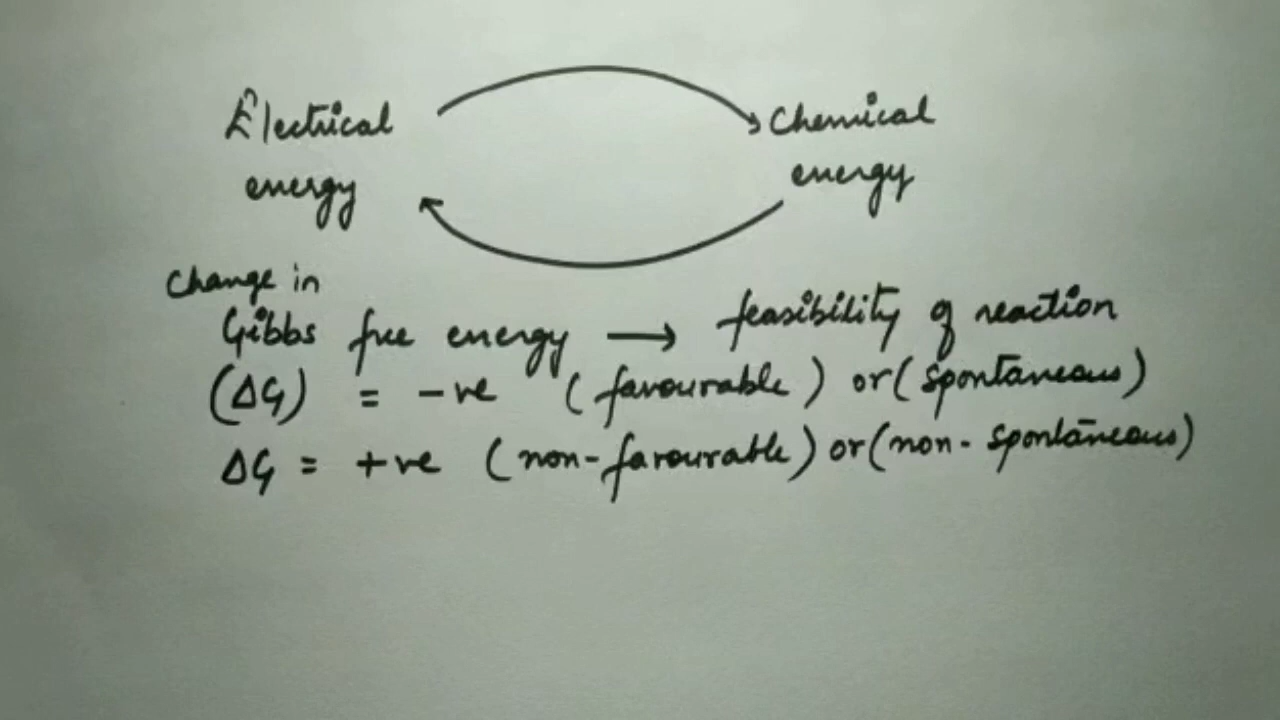 Electrical Chemical
energy energy
Change in
Gibbs free energy → feasibility of reaction
(ΔG) = -ve (favourable) or (spontaneous)
ΔG = +ve (non-favourable) or (non-spontaneous)